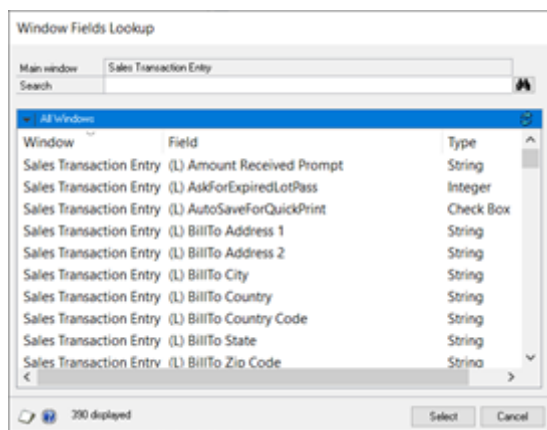 Window Fields Lookup
Main window Sales Transaction Entry
Search
All Windows
Window Field Type
Sales Transaction Entry (L) Amount Received Prompt String
Sales Transaction Entry (L) AskForExpiredLotPass Integer
Sales Transaction Entry (L) AutoSaveForQuickPrint Check Box
Sales Transaction Entry (L) BillTo Address 1 String
Sales Transaction Entry (L) BillTo Address 2 String
Sales Transaction Entry (L) BillTo City String
Sales Transaction Entry (L) BillTo Country String
Sales Transaction Entry (L) BillTo Country Code String
Sales Transaction Entry (L) BillTo State String
Sales Transaction Entry (L) BillTo Zip Code String
390 displayed Select Cancel